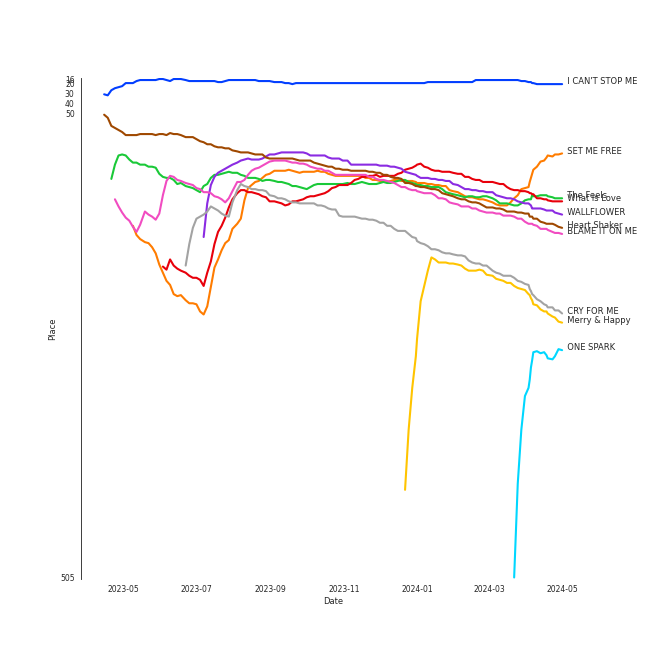 16
20
30
40
50
505
Place
I CAN'T STOP ME
SET ME FREE
The Feels
What is Love
WALLFLOWER
Heart Shaker
BLAME IT ON ME
CRY FOR ME
Merry & Happy
ONE SPARK
2023-05
2023-07
2023-09
2023-11
2024-01
2024-03
2024-05
Date